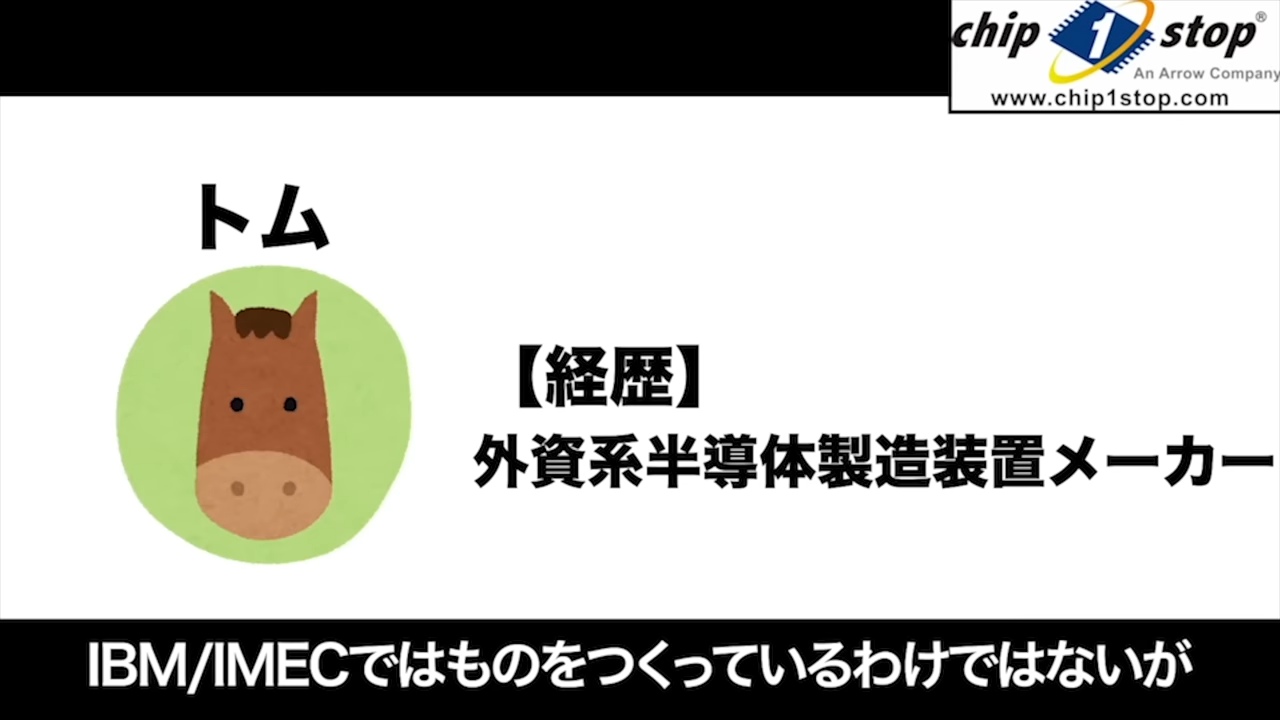 chip 1 stop®
An Arrow Company
www.chip1stop.com
トム
【経歴】
外資系半導体製造装置メーカー
IBM/IMECではものをつくっているわけではないが